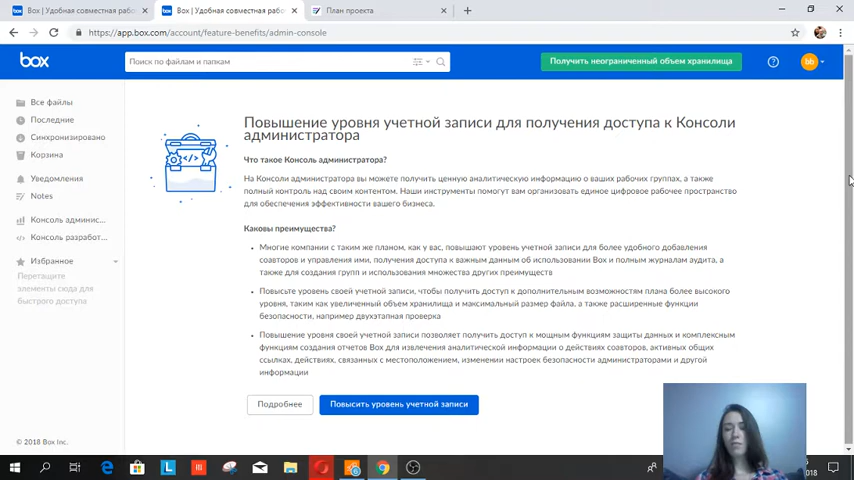 Box | Удобная совместная рабо
Box | Удобная совместная рабо
План проекта
https://app.box.com/account/feature-benefits/admin-console
box
Поиск по файлам и папкам
Получить неограниченный объем хранилища
bb
Все файлы
Последние
Синхронизировано
Корзина
Уведомления
Notes
Консоль админис...
Консоль разработ...
Избранное
Перетащите
элементы сюда для
быстрого доступа
© 2018 Box Inc.
Повышение уровня учетной записи для получения доступа к Консоли
администратора
Что такое Консоль администратора?
На Консоли администратора вы можете получить ценную аналитическую информацию о ваших рабочих группах, а также
полный контроль над своим контентом. Наши инструменты помогут вам организовать единое цифровое рабочее пространство
для обеспечения эффективности вашего бизнеса.
Каковы преимущества?
Многие компании с таким же планом, как у вас, повышают уровень учетной записи для более удобного добавления
соавторов и управления ими, получения доступа к важным данным об использовании Box и полным журналам аудита, а
также для создания групп и использования множества других преимуществ
Повысьте уровень своей учетной записи, чтобы получить доступ к дополнительным возможностям плана более высокого
уровня, таким как увеличенный объем хранилища и максимальный размер файла, а также расширенные функции
безопасности, например двухэтапная проверка
Повышение уровня своей учетной записи позволяет получить доступ к мощным функциям защиты данных и комплексным
функциям создания отчетов Box для извлечения аналитической информации о действиях соавторов, активных общих
ссылках, действиях, связанных с местоположением, изменении настроек безопасности администраторами и другой
информации
Подробнее
Повысить уровень учетной записи